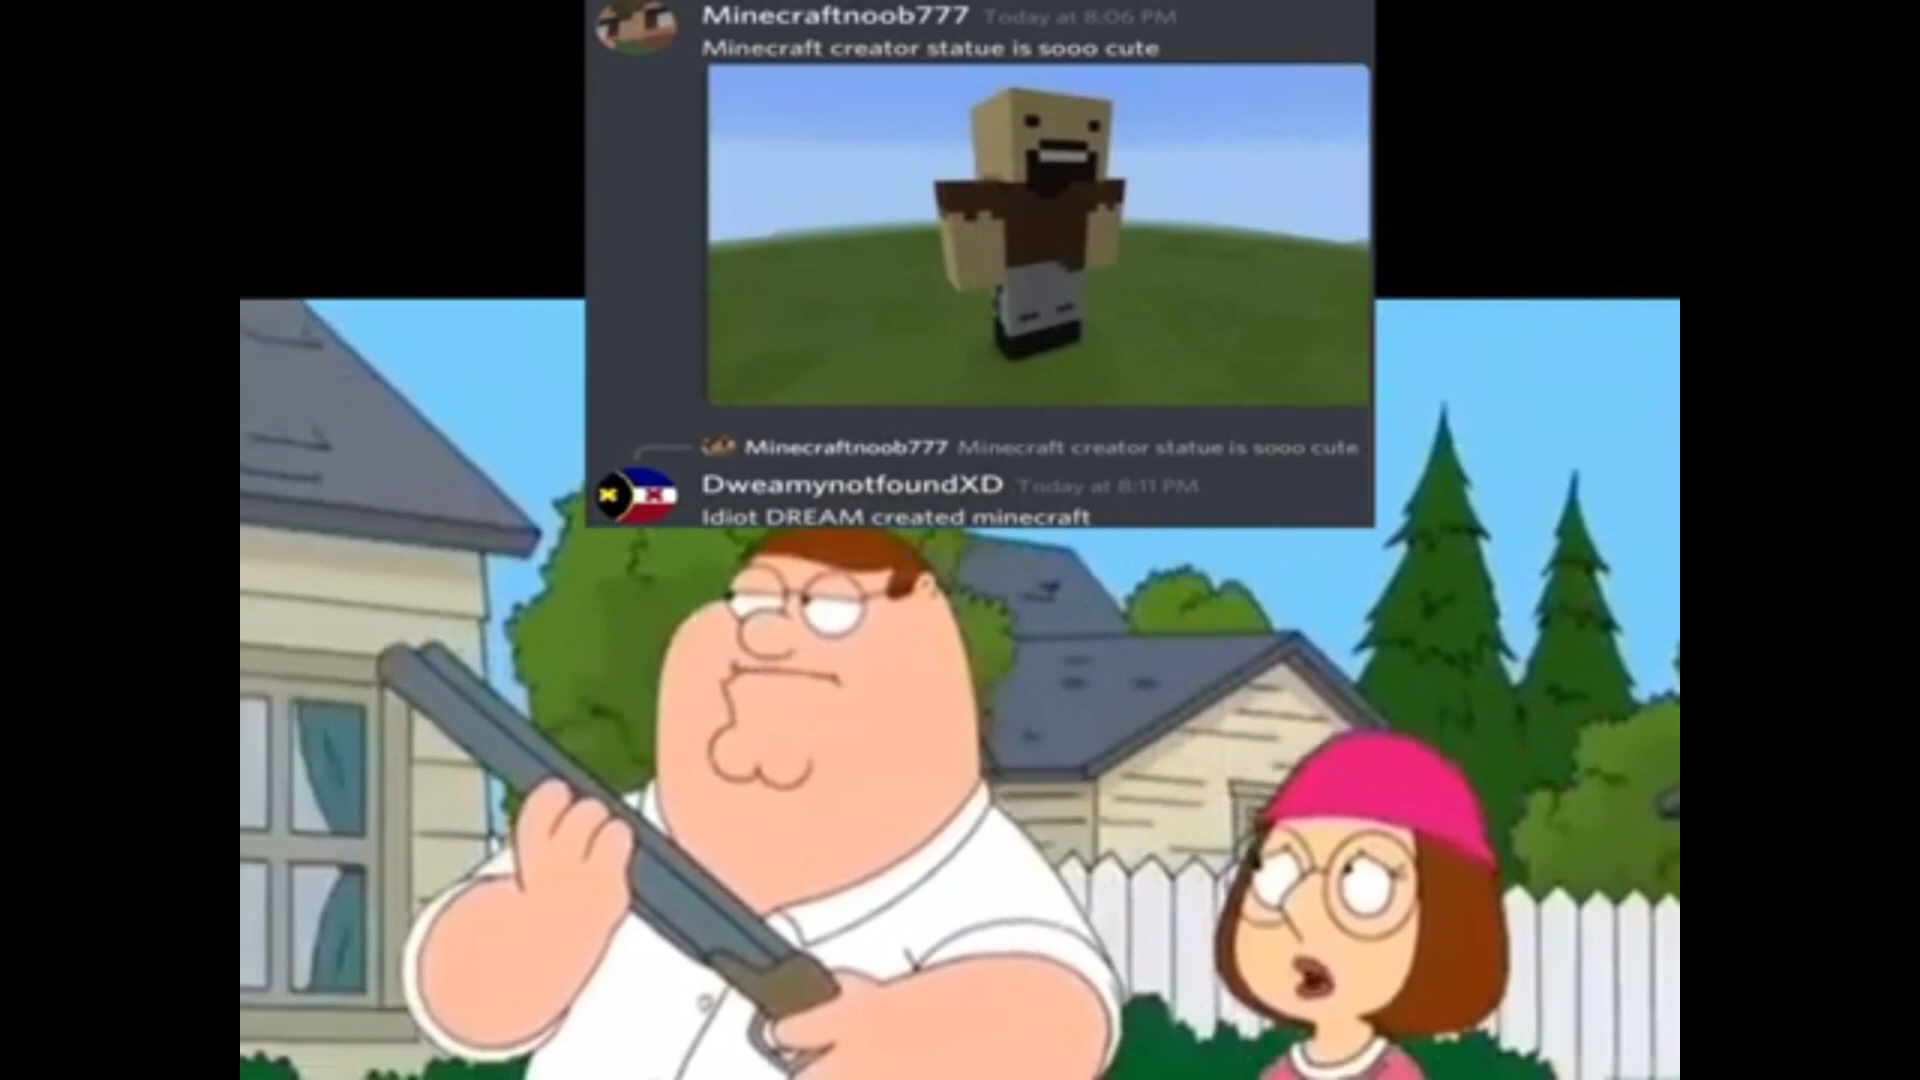 Minecraftnoob777 Today at 8:06 PM
Minecraft creator statue is sooo cute
Minecraftnoob777 Minecraft creator statue is sooo cute
DweamynotfoundXD Today at 8:11 PM
Idiot DREAM created minecraft